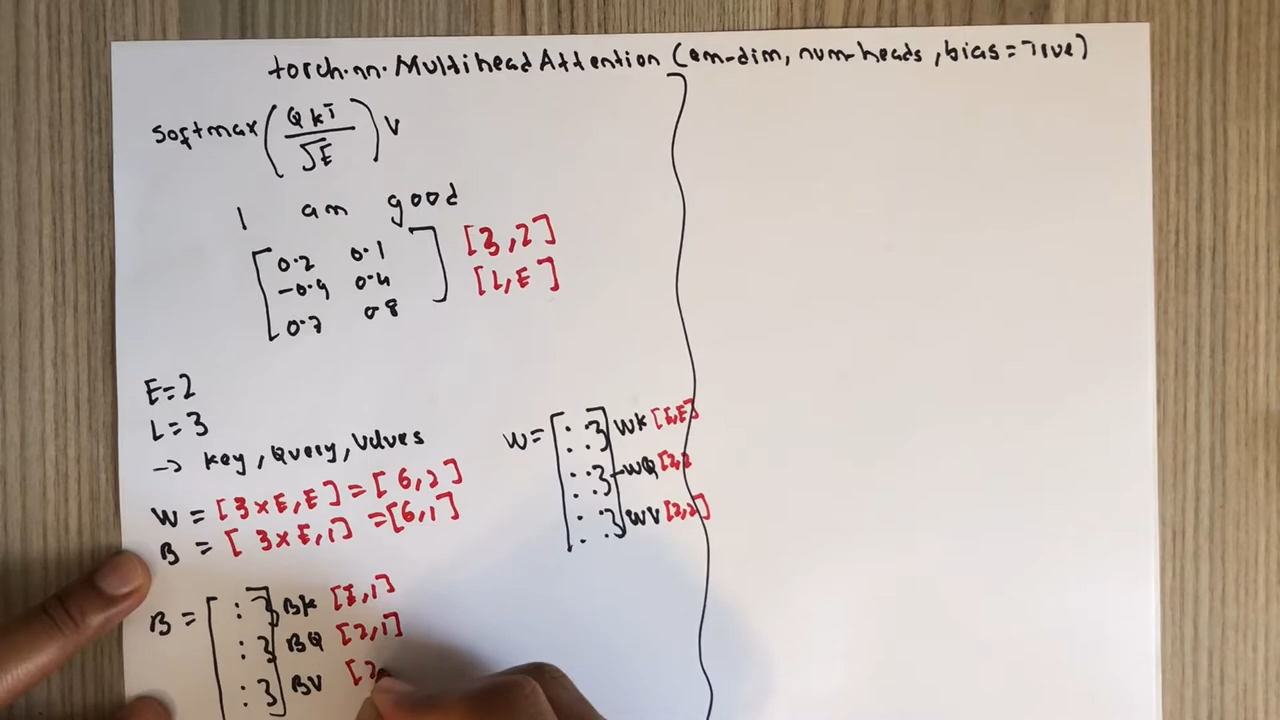 torch.nn.MultiheadAttention (em-dim, num-heads, bias=True)
softmax(QKT/√E)V
I am good
[0.2 0.1
-0.4 0.4
0.7 0.8]
[3,2]
[L,E]
E=2
L=3
→ key, Query, Values
W = [3×E,E] = [6,2]
B = [3×E,1] = [6,1]
W= WK [E,E]
WQ [2,2
WV [2,2]
B = BK [E,1]
BQ [2,1]
BV [2